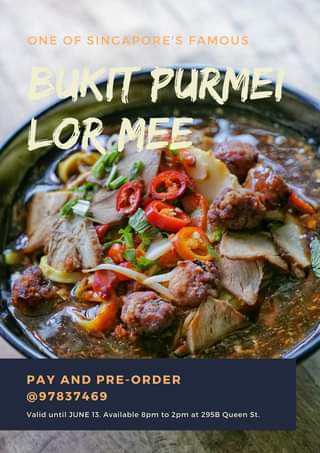 ONE OF SINGAPORE'S FAMOUS
BUKIT PURMEI
LOR MEE
PAY AND PRE-ORDER
@97837469
Valid until JUNE 13. Available 8pm to 2pm at 295B Queen St.